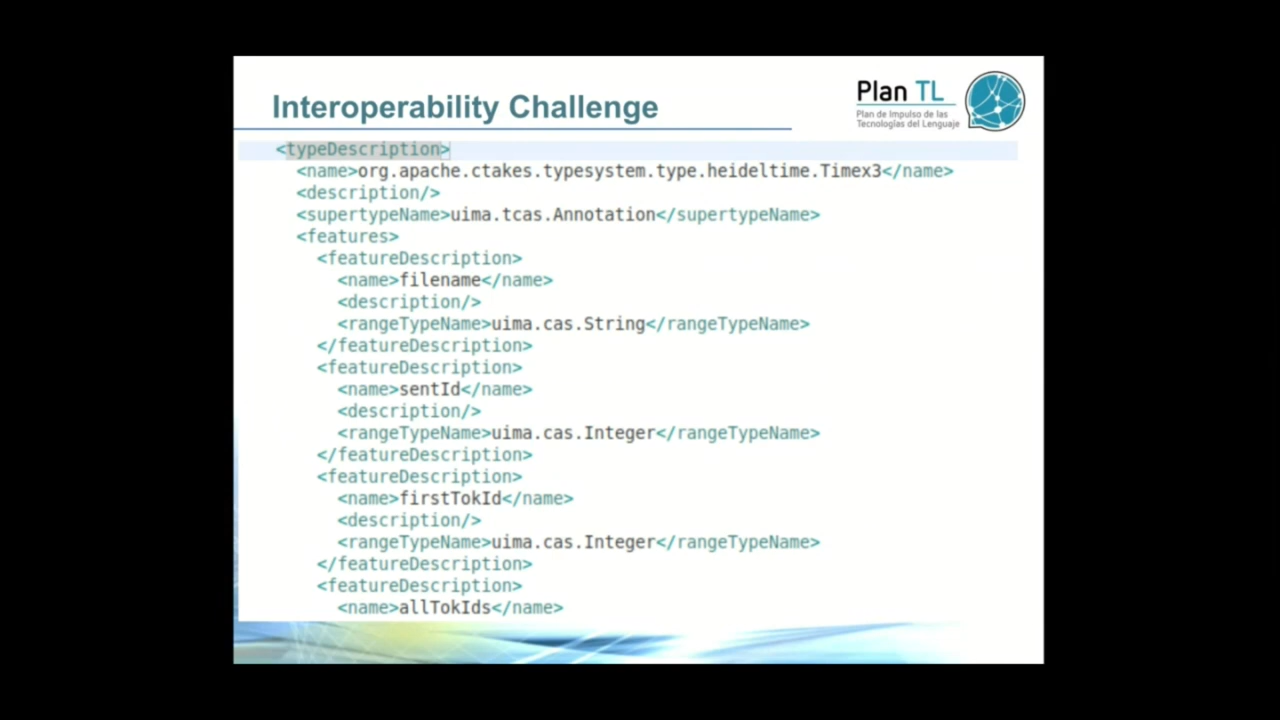 Interoperability Challenge
Plan TL
Plan de Impulso de las
Tecnologías del Lenguaje
<typeDescription>
<name>org.apache.ctakes.typesystem.type.heideltime.Timex3</name>
<description/>
<supertypeName>uima.tcas.Annotation</supertypeName>
<features>
<featureDescription>
<name>filename</name>
<description/>
<rangeTypeName>uima.cas.String</rangeTypeName>
</featureDescription>
<featureDescription>
<name>sentId</name>
<description/>
<rangeTypeName>uima.cas.Integer</rangeTypeName>
</featureDescription>
<featureDescription>
<name>firstTokId</name>
<description/>
<rangeTypeName>uima.cas.Integer</rangeTypeName>
</featureDescription>
<featureDescription>
<name>allTokIds</name>